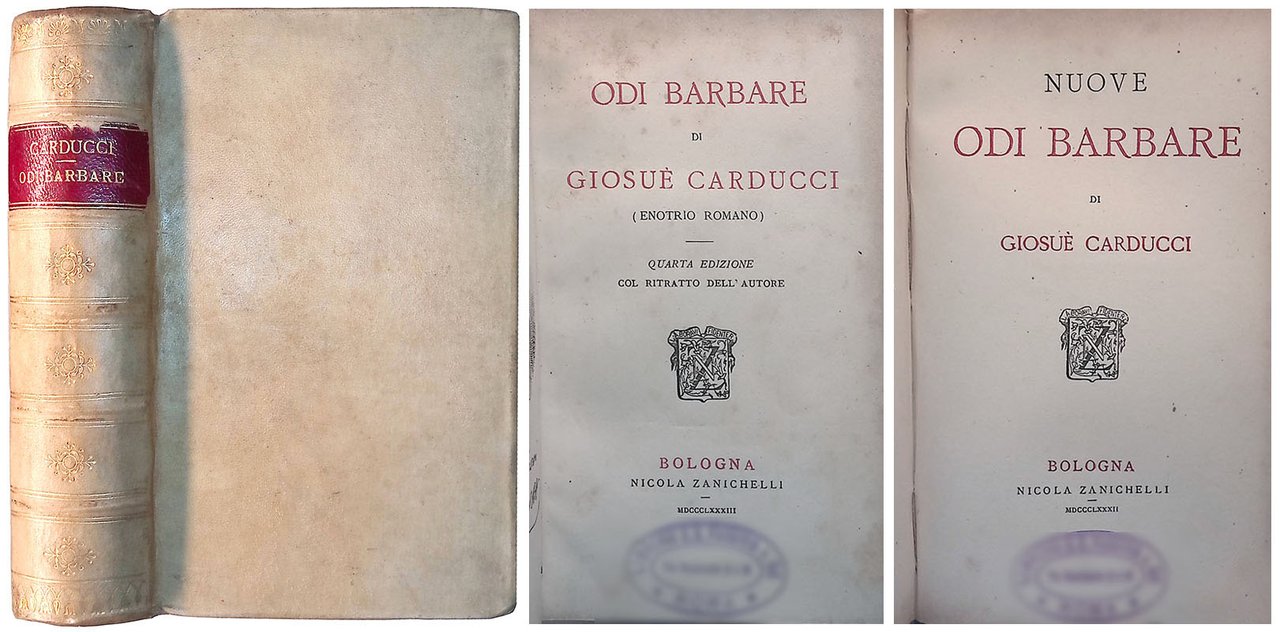 CARDUCCI
ODI BARBARE
ODI BARBARE
DI
GIOSUÈ CARDUCCI
(ENOTRIO ROMANO)
QUARTA EDIZIONE
COL RITRATTO DELL'AUTORE
BOLOGNA
NICOLA ZANICHELLI
MDCCCLXXXIII
NUOVE
ODI BARBARE
DI
GIOSUÈ CARDUCCI
BOLOGNA
NICOLA ZANICHELLI
MDCCCLXXXII